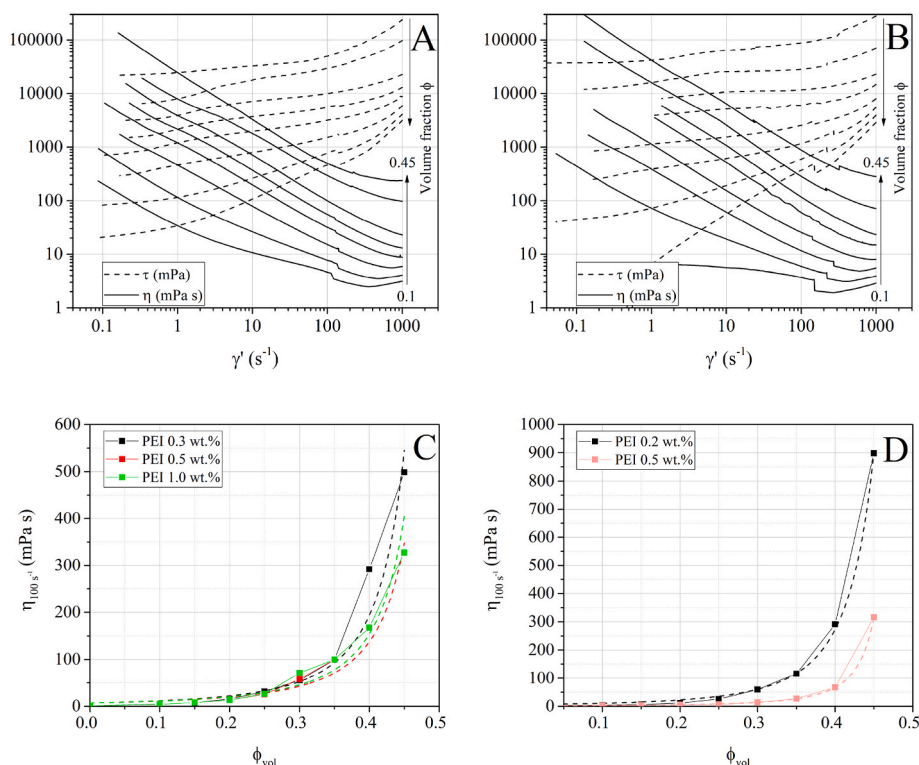 A
100000
10000
1000
100
10
1
0.1
1
10
100
1000
γ' (s-1)
τ (mPa)
η (mPa s)
Volume fraction ϕ
0.45
0.1
B
100000
10000
1000
100
10
1
0.1
1
10
100
1000
γ' (s-1)
τ (mPa)
η (mPa s)
Volume fraction ϕ
0.45
0.1
C
PEI 0.3 wt.%
PEI 0.5 wt.%
PEI 1.0 wt.%
η100 s-1 (mPa s)
600
500
400
300
200
100
0
0.0
0.1
0.2
0.3
0.4
0.5
ϕvol
D
PEI 0.2 wt.%
PEI 0.5 wt.%
η100 s-1 (mPa s)
1000
900
800
700
600
500
400
300
200
100
0
0.1
0.2
0.3
0.4
0.5
ϕvol